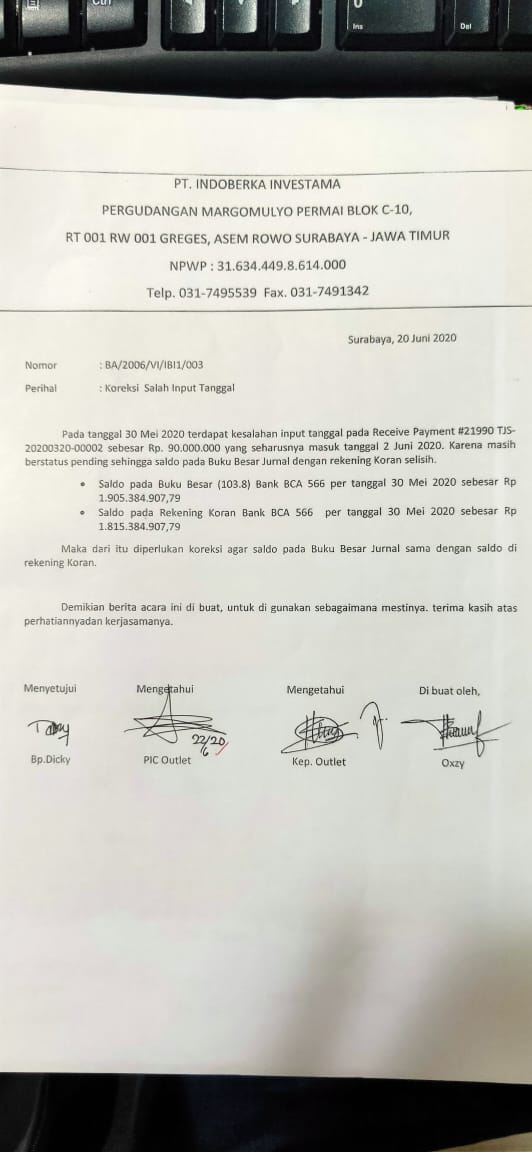 Ctrl
Ins
Del
PT. INDOBERKA INVESTAMA
PERGUDANGAN MARGOMULYO PERMAI BLOK C-10,
RT 001 RW 001 GREGES, ASEM ROWO SURABAYA - JAWA TIMUR
NPWP : 31.634.449.8.614.000
Telp. 031-7495539 Fax. 031-7491342
Surabaya, 20 Juni 2020
Nomor : BA/2006/VI/IBI1/003
Perihal : Koreksi Salah Input Tanggal
Pada tanggal 30 Mei 2020 terdapat kesalahan input tanggal pada Receive Payment #21990 TJS-
20200320-00002 sebesar Rp. 90.000.000 yang seharusnya masuk tanggal 2 Juni 2020. Karena masih
berstatus pending sehingga saldo pada Buku Besar Jurnal dengan rekening Koran selisih.
• Saldo pada Buku Besar (103.8) Bank BCA 566 per tanggal 30 Mei 2020 sebesar Rp
1.905.384.907,79
• Saldo pada Rekening Koran Bank BCA 566 per tanggal 30 Mei 2020 sebesar Rp
1.815.384.907,79
Maka dari itu diperlukan koreksi agar saldo pada Buku Besar Jurnal sama dengan saldo di
rekening Koran.
Demikian berita acara ini di buat, untuk di gunakan sebagaimana mestinya. terima kasih atas
perhatiannyadan kerjasamanya.
Menyetujui Mengetahui Mengetahui Di buat oleh,
22/20
6
Bp.Dicky PIC Outlet Kep. Outlet Oxzy